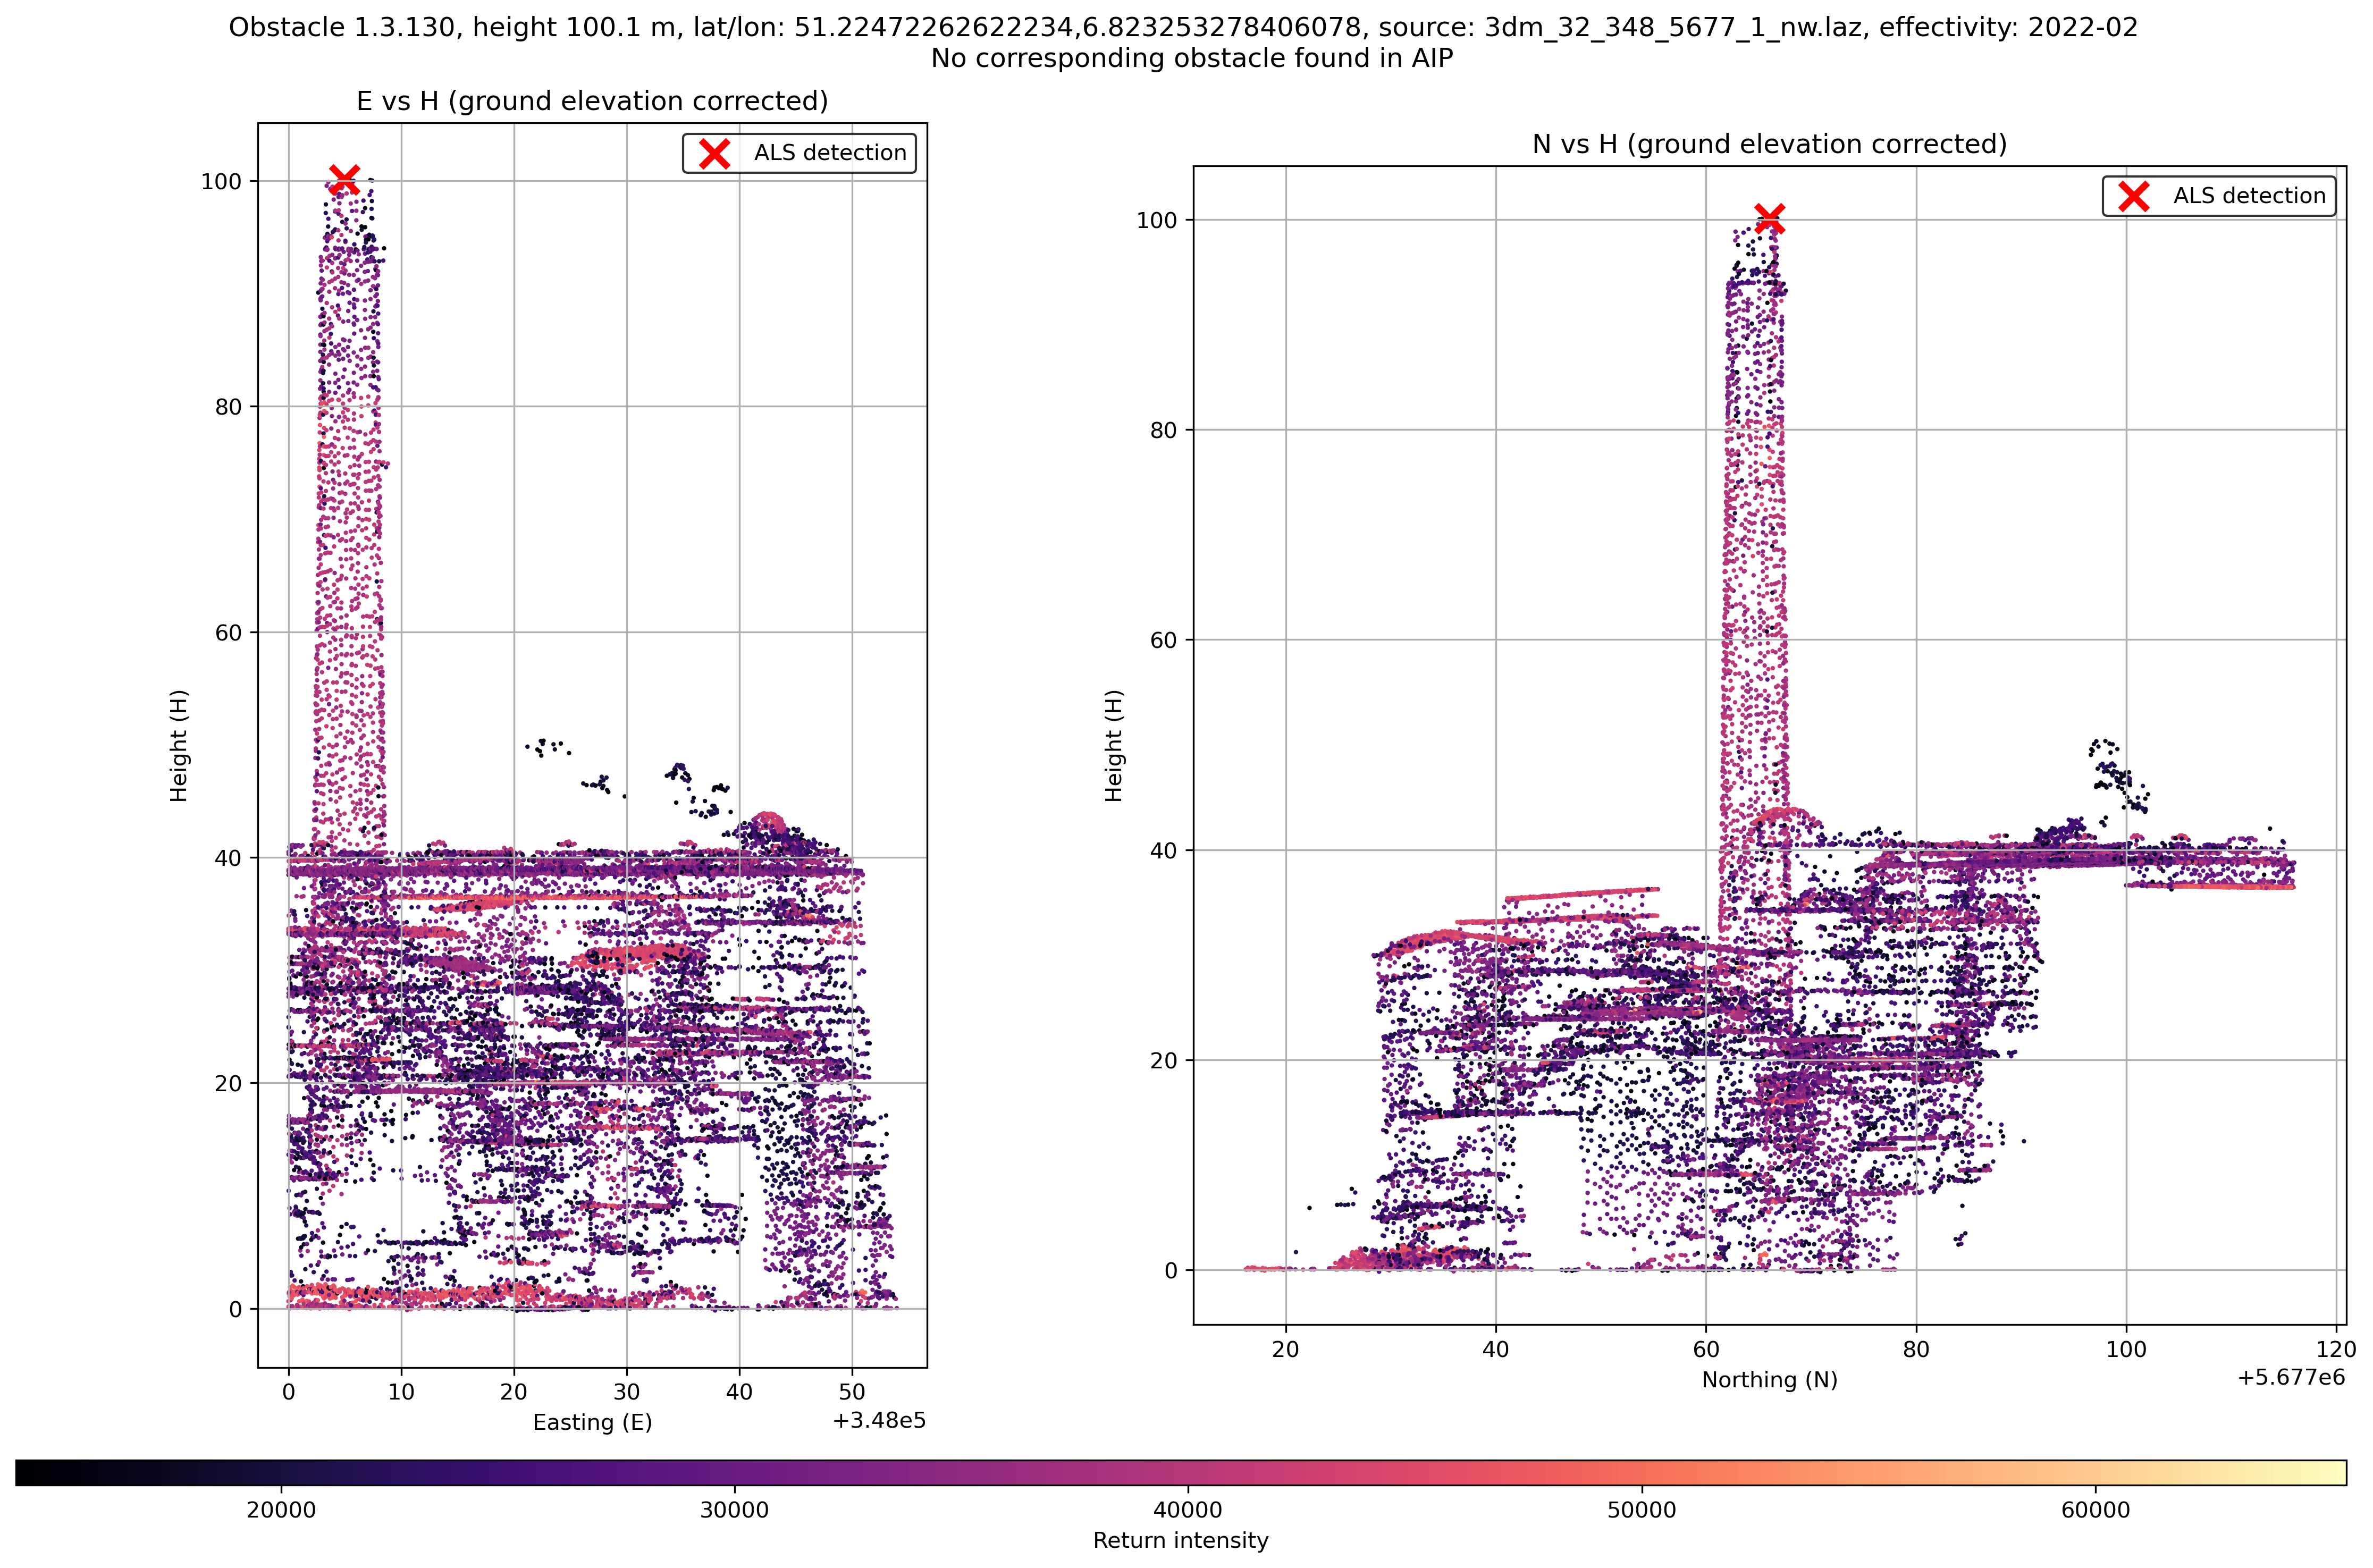 Obstacle 1.3.130, height 100.1 m, lat/lon: 51.22472262622234,6.823253278406078, source: 3dm_32_348_5677_1_nw.laz, effectivity: 2022-02
No corresponding obstacle found in AIP
E vs H (ground elevation corrected)
ALS detection
100
80
60
40
20
0
Height (H)
0 10 20 30 40 50
Easting (E)
+3.48e5
N vs H (ground elevation corrected)
ALS detection
100
80
60
40
20
0
Height (H)
20 40 60 80 100 120
Northing (N)
+5.677e6
20000 30000 40000 50000 60000
Return intensity